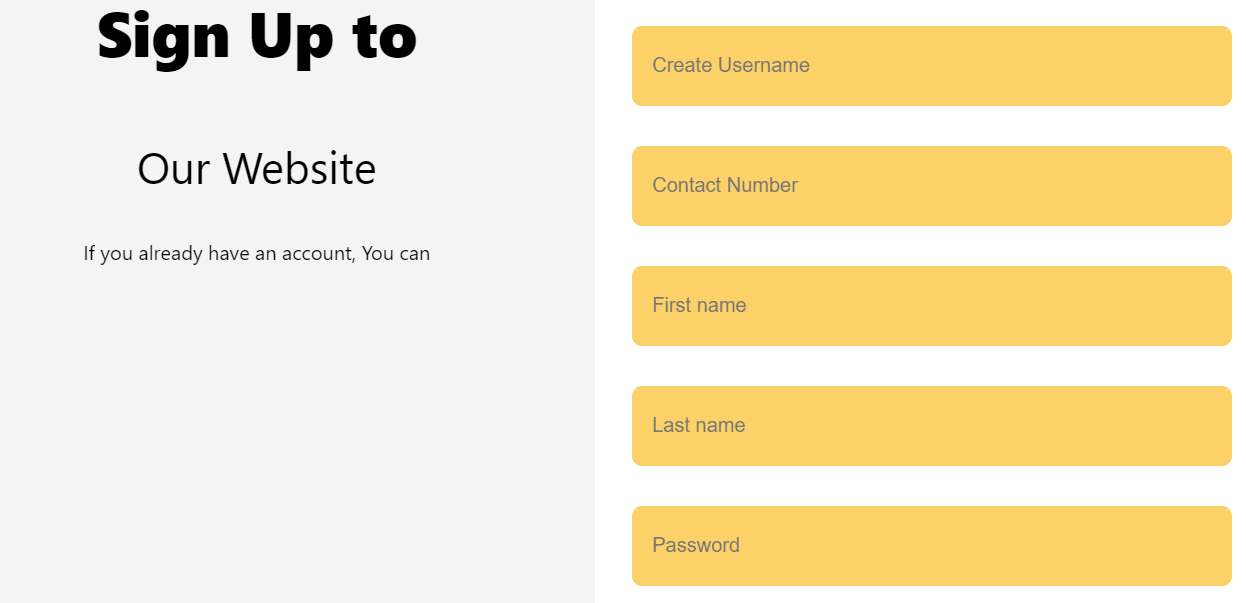 Sign Up to
Our Website
If you already have an account, You can
Create Username
Contact Number
First name
Last name
Password